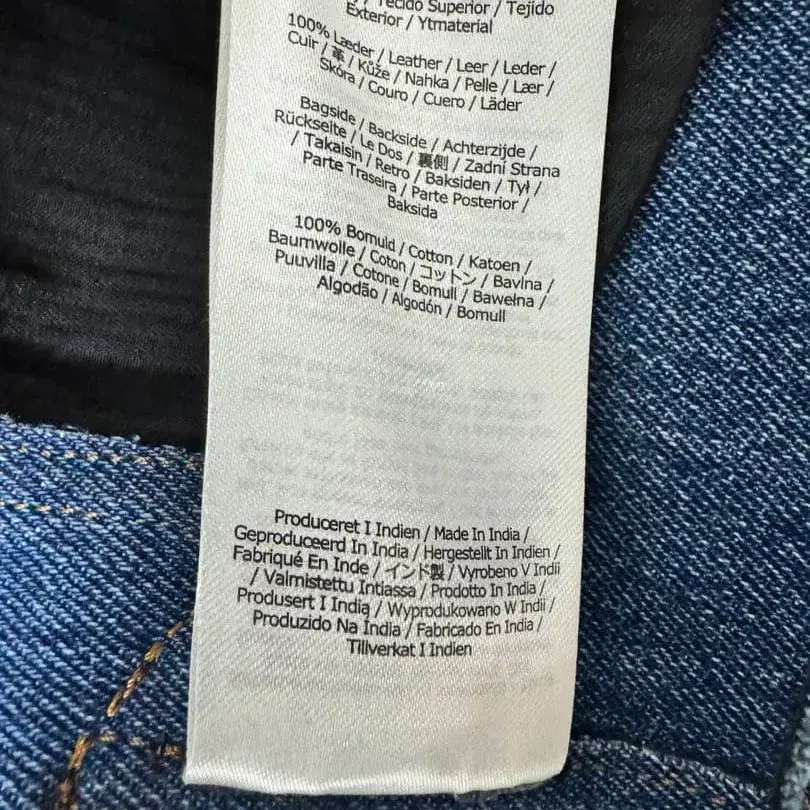 / Tecido Superior / Tejido
Exterior / Ytmaterial
100% Læder / Leather / Leer / Leder /
Cuir / 革 / Kůže / Nahka / Pelle / Lær /
Skóra / Couro / Cuero / Läder
Bagside / Backside / Achterzijde /
Rückseite / Le Dos / 裏側 / Zadní Strana
/ Takaisin / Retro / Baksiden / Tył /
Parte Traseira / Parte Posterior /
Baksida
100% Bomuld / Cotton / Katoen /
Baumwolle / Coton / コットン / Bavlna /
Puuvilla / Cotone / Bomull / Bawełna /
Algodão / Algodón / Bomull
Produceret I Indien / Made In India /
Geproduceerd In India / Hergestellt In Indien /
Fabriqué En Inde / インド製 / Vyrobeno V Indii
/ Valmistettu Intiassa / Prodotto In India /
Produsert I India / Wyprodukowano W Indii /
Produzido Na Índia / Fabricado En India /
Tillverkat I Indien